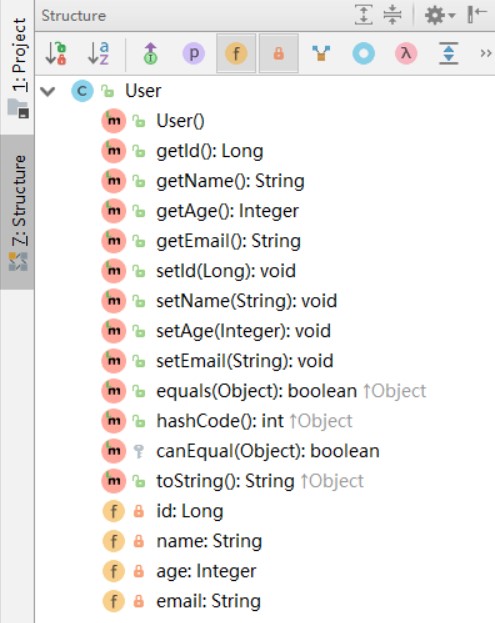 Structure
1: Project
Z: Structure
a
z
p
f
λ
»
C User
m User()
m getId(): Long
m getName(): String
m getAge(): Integer
m getEmail(): String
m setId(Long): void
m setName(String): void
m setAge(Integer): void
m setEmail(String): void
m equals(Object): boolean ↑Object
m hashCode(): int ↑Object
m canEqual(Object): boolean
m toString(): String ↑Object
f id: Long
f name: String
f age: Integer
f email: String